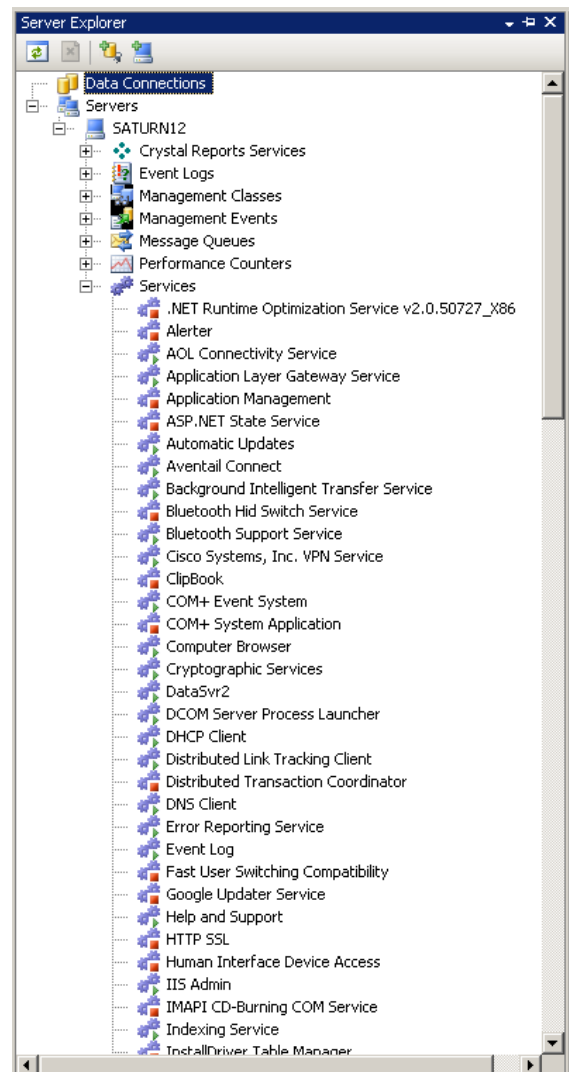 Server Explorer
Data Connections
Servers
SATURN12
Crystal Reports Services
Event Logs
Management Classes
Management Events
Message Queues
Performance Counters
Services
.NET Runtime Optimization Service v2.0.50727_X86
Alerter
AOL Connectivity Service
Application Layer Gateway Service
Application Management
ASP.NET State Service
Automatic Updates
Aventail Connect
Background Intelligent Transfer Service
Bluetooth Hid Switch Service
Bluetooth Support Service
Cisco Systems, Inc. VPN Service
ClipBook
COM+ Event System
COM+ System Application
Computer Browser
Cryptographic Services
DataSvr2
DCOM Server Process Launcher
DHCP Client
Distributed Link Tracking Client
Distributed Transaction Coordinator
DNS Client
Error Reporting Service
Event Log
Fast User Switching Compatibility
Google Updater Service
Help and Support
HTTP SSL
Human Interface Device Access
IIS Admin
IMAPI CD-Burning COM Service
Indexing Service
InstallDriver Table Manager